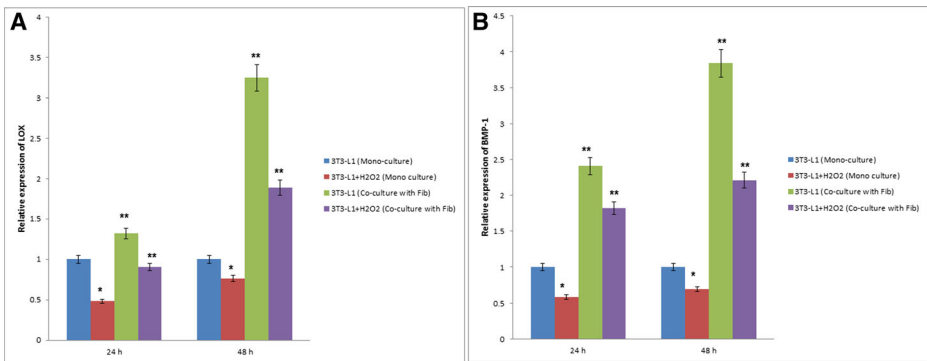 A
Relative expression of LOX
4
3.5
3
2.5
2
1.5
1
0.5
0
**
**
**
**
*
*
24 h
48 h
3T3-L1 (Mono-culture)
3T3-L1+H2O2 (Mono culture)
3T3-L1 (Co-culture with Fib)
3T3-L1+H2O2 (Co-culture with Fib)
B
Relative expression of BMP-1
4.5
4
3.5
3
2.5
2
1.5
1
0.5
0
**
**
**
**
*
*
24 h
48 h
3T3-L1 (Mono-culture)
3T3-L1+H2O2 (Mono culture)
3T3-L1 (Co-culture with Fib)
3T3-L1+H2O2 (Co-culture with Fib)